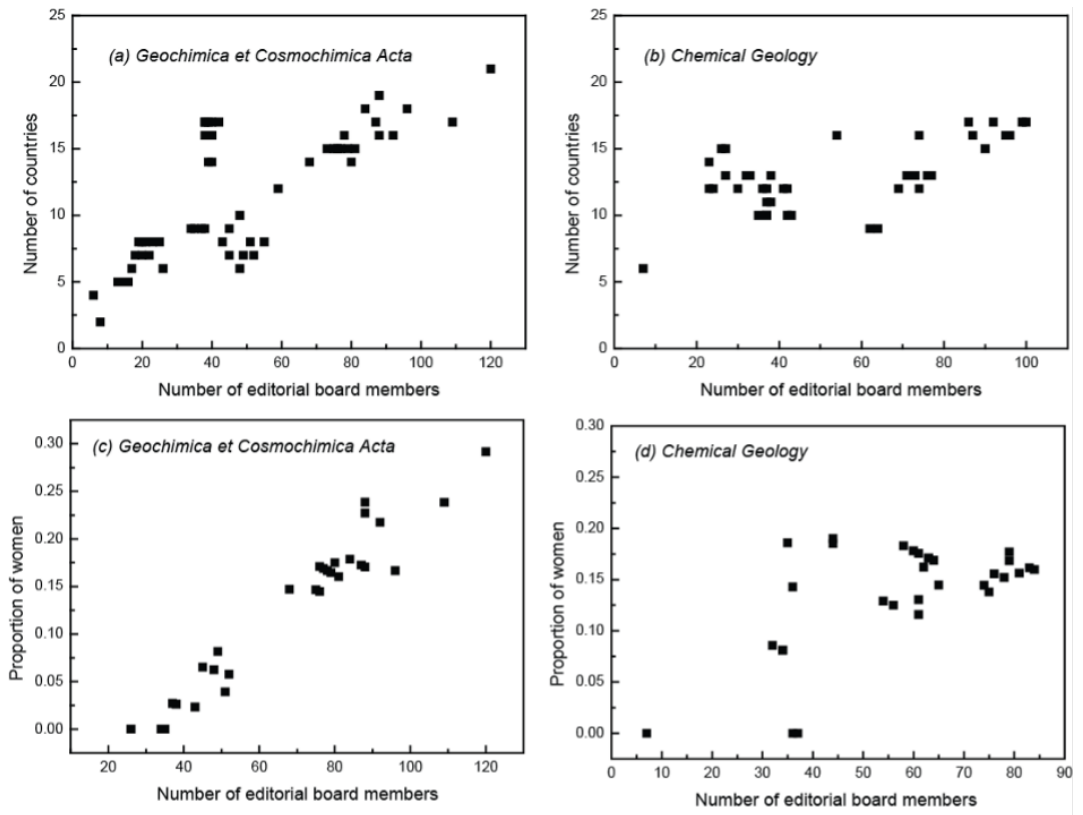 (a) Geochimica et Cosmochimica Acta
Number of countries
25
20
15
10
5
0
0 20 40 60 80 100 120
Number of editorial board members
(b) Chemical Geology
Number of countries
25
20
15
10
5
0
0 20 40 60 80 100
Number of editorial board members
(c) Geochimica et Cosmochimica Acta
Proportion of women
0.30
0.25
0.20
0.15
0.10
0.05
0.00
20 40 60 80 100 120
Number of editorial board members
(d) Chemical Geology
Proportion of women
0.30
0.25
0.20
0.15
0.10
0.05
0.00
0 10 20 30 40 50 60 70 80 90
Number of editorial board members